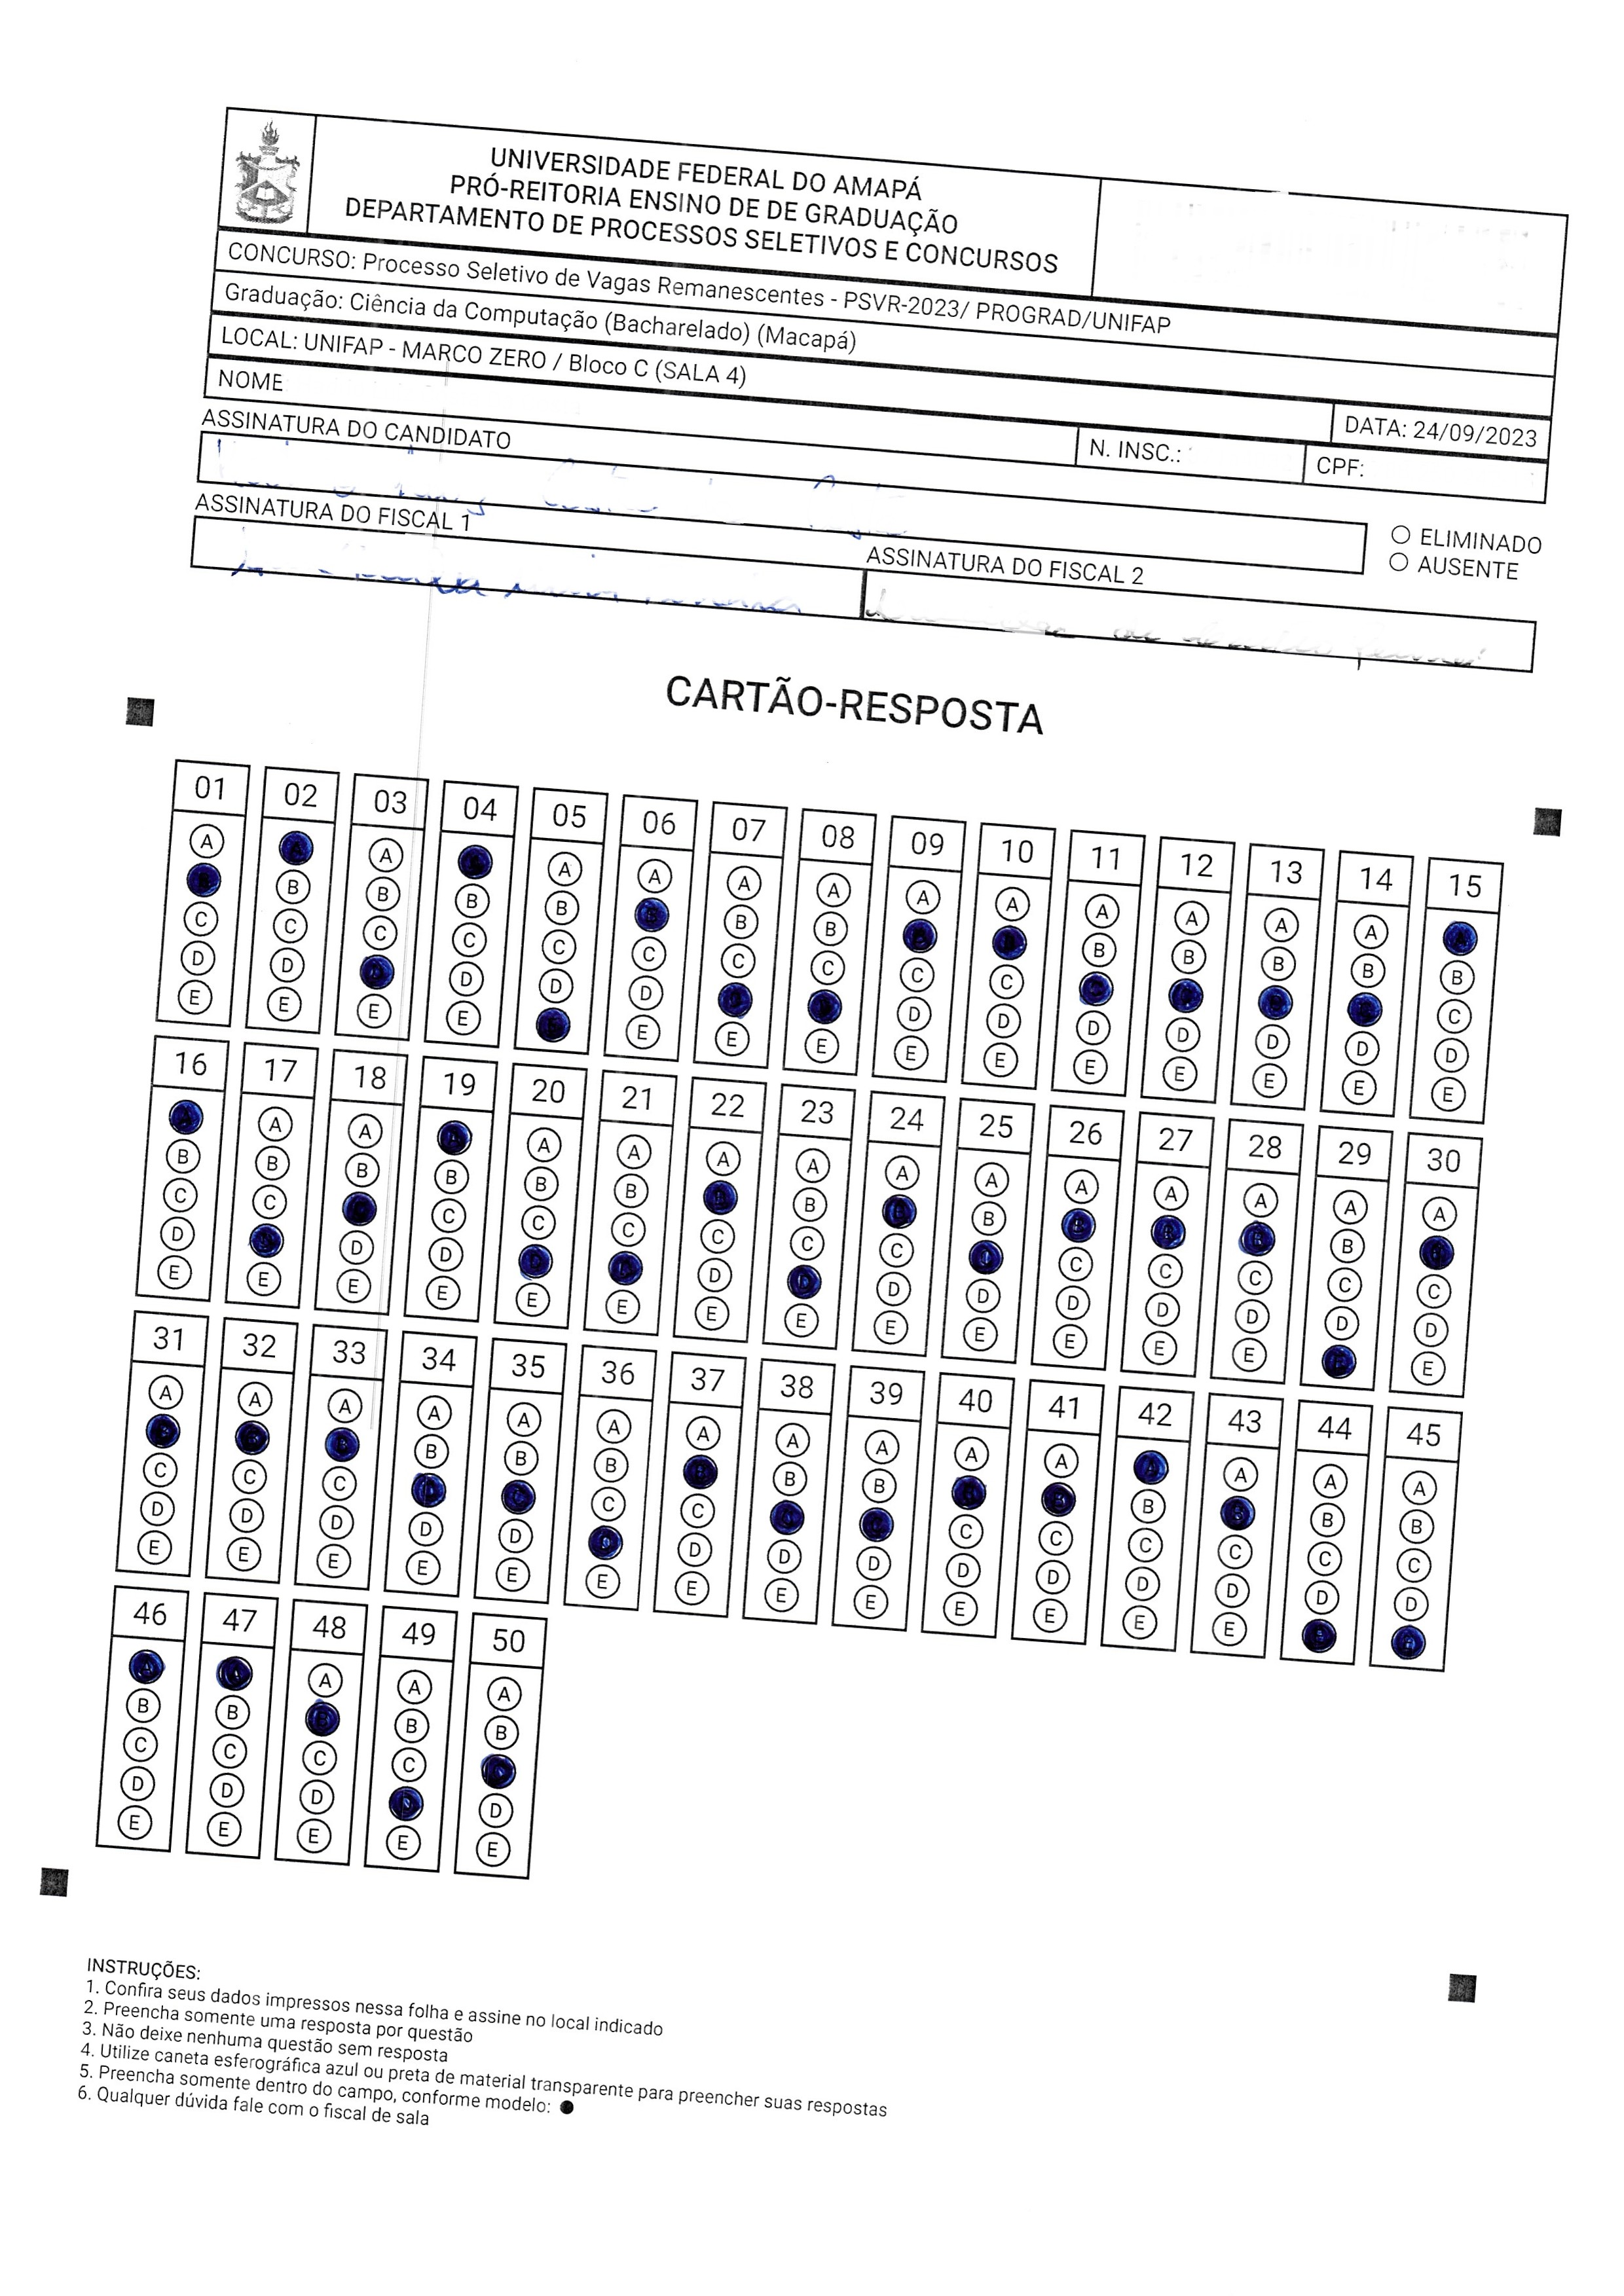 UNIVERSIDADE FEDERAL DO AMAPÁ
PRÓ-REITORIA ENSINO DE DE GRADUAÇÃO
DEPARTAMENTO DE PROCESSOS SELETIVOS E CONCURSOS
CONCURSO: Processo Seletivo de Vagas Remanescentes - PSVR-2023/ PROGRAD/UNIFAP
Graduação: Ciência da Computação (Bacharelado) (Macapá)
LOCAL: UNIFAP - MARCO ZERO / Bloco C (SALA 4)
DATA: 24/09/2023
NOME
N. INSC.:
CPF:
ASSINATURA DO CANDIDATO
ELIMINADO
AUSENTE
ASSINATURA DO FISCAL 1
ASSINATURA DO FISCAL 2
CARTÃO-RESPOSTA
01 02 03 04 05 06 07 08 09 10 11 12 13 14 15
A A A A A A A A A A A A
B B B B B B B B B B B
C C C C C C C C C C C
D D D D D D D D D D D D
E E E E E E E E E E E E E E
16 17 18 19 20 21 22 23 24 25 26 27 28 29 30
A A A A A A A A A A A A A
B B B B B B B B B
C C C C C C C C C C C C C
D D D D D D D D D D D
E E E E E E E E E E E E E E
31 32 33 34 35 36 37 38 39 40 41 42 43 44 45
A A A A A A A A A A A A A A
B B B B B B B B
C C C C C C C C C C C
D D D D D D D D D D D D D D
E E E E E E E E E E E E E
46 47 48 49 50
A A A
B B B B
C C C C
D D D D
E E E E E
INSTRUÇÕES:
1. Confira seus dados impressos nessa folha e assine no local indicado
2. Preencha somente uma resposta por questão
3. Não deixe nenhuma questão sem resposta
4. Utilize caneta esferográfica azul ou preta de material transparente para preencher suas respostas
5. Preencha somente dentro do campo, conforme modelo:
6. Qualquer dúvida fale com o fiscal de sala